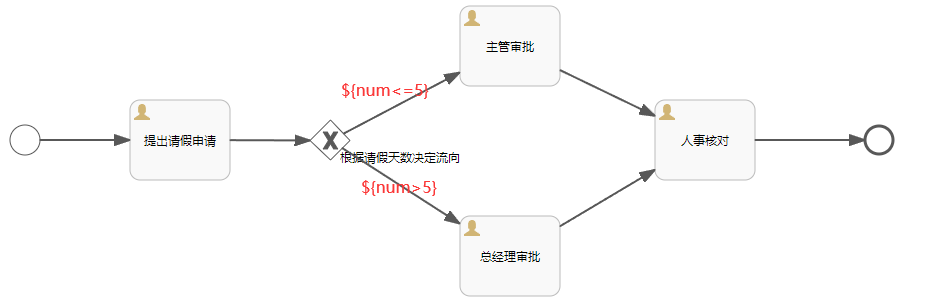 主管审批
${num<=5}
提出请假申请
人事核对
根据请假天数决定流向
${num>5}
总经理审批